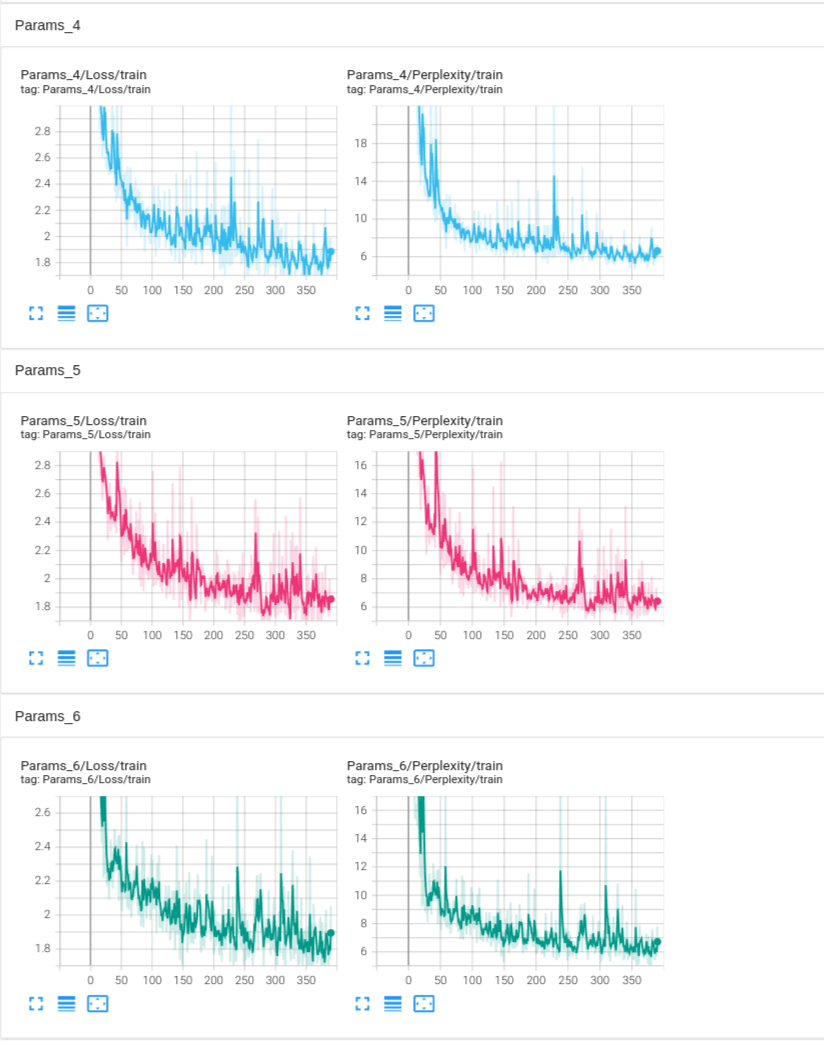 Params_4
Params_4/Loss/train
tag: Params_4/Loss/train
2.8
2.6
2.4
2.2
2
1.8
0 50 100 150 200 250 300 350
Params_4/Perplexity/train
tag: Params_4/Perplexity/train
18
14
10
6
0 50 100 150 200 250 300 350
Params_5
Params_5/Loss/train
tag: Params_5/Loss/train
2.8
2.6
2.4
2.2
2
1.8
0 50 100 150 200 250 300 350
Params_5/Perplexity/train
tag: Params_5/Perplexity/train
16
14
12
10
8
6
0 50 100 150 200 250 300 350
Params_6
Params_6/Loss/train
tag: Params_6/Loss/train
2.6
2.4
2.2
2
1.8
0 50 100 150 200 250 300 350
Params_6/Perplexity/train
tag: Params_6/Perplexity/train
16
14
12
10
8
6
0 50 100 150 200 250 300 350